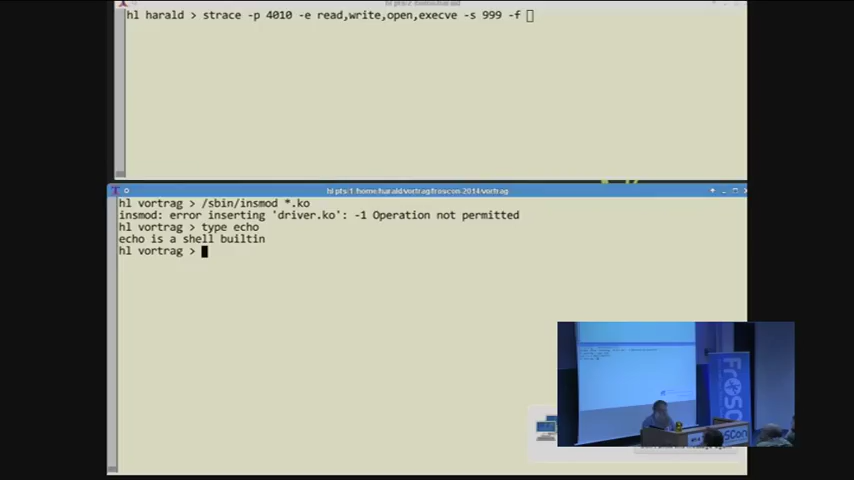 hl harald > strace -p 4010 -e read,write,open,execve -s 999 -f
hl pts/1 /home/harald/vortrag/froscon-2014/vortrag
hl vortrag > /sbin/insmod *.ko
insmod: error inserting 'driver.ko': -1 Operation not permitted
hl vortrag > type echo
echo is a shell builtin
hl vortrag >
FrOSC
FrOSCon